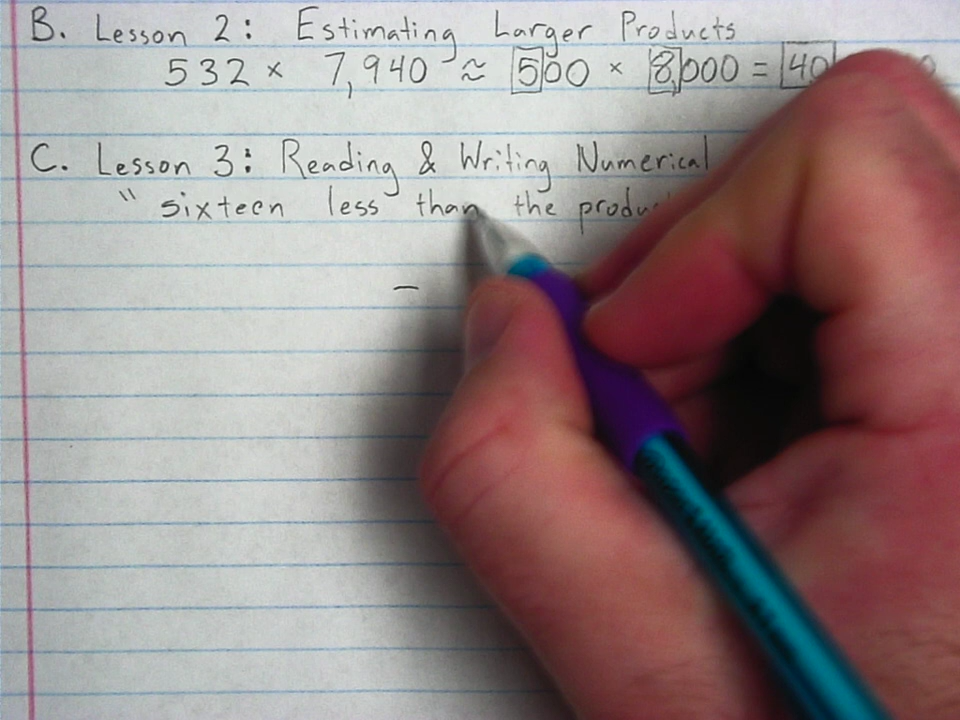 B. Lesson 2: Estimating Larger Products
532 × 7,940 ≈ 500 × 8,000 = 40
C. Lesson 3: Reading & Writing Numerical
" sixteen less than the
−